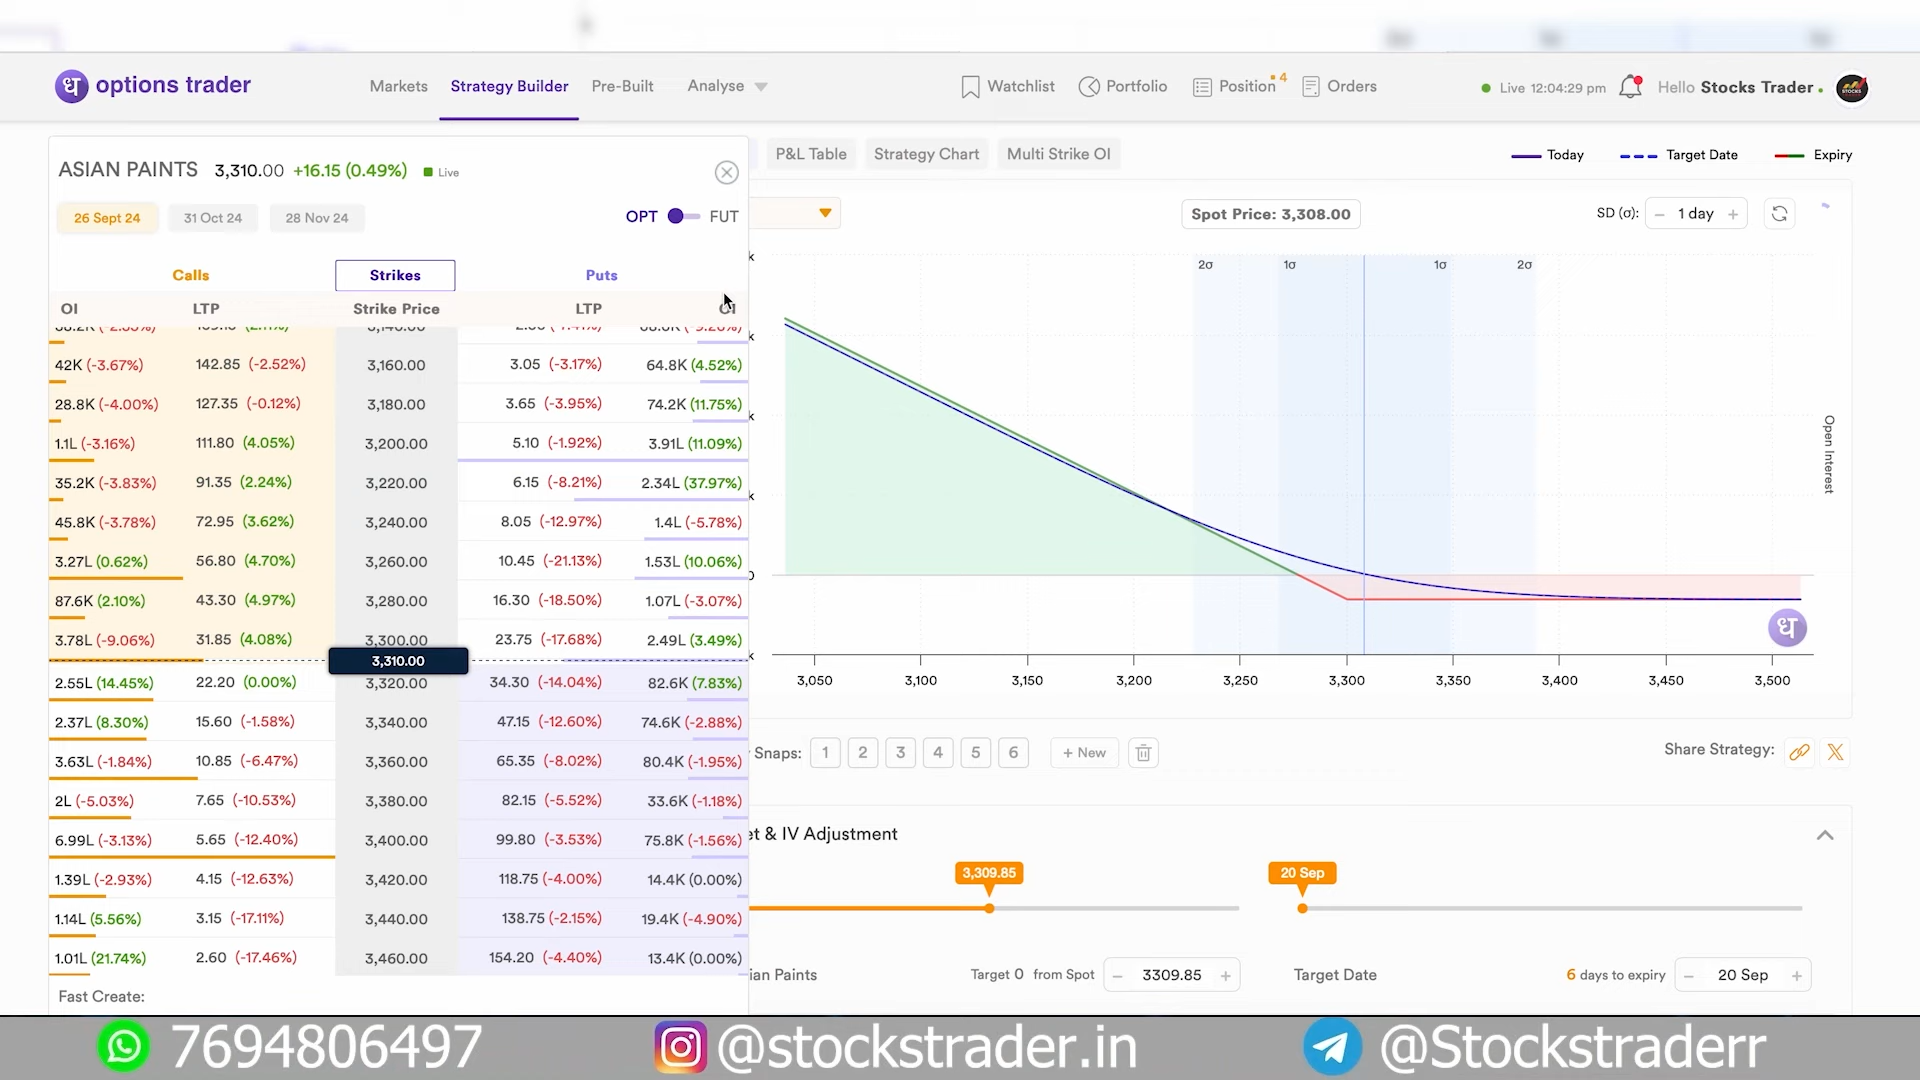 ध options trader Markets Strategy Builder Pre-Built Analyse Watchlist Portfolio Position 4 Orders Live 12:04:29 pm Hello Stocks Trader
ASIAN PAINTS 3,310.00 +16.15 (0.49%) Live
P&L Table Strategy Chart Multi Strike OI Today Target Date Expiry
26 Sept 24 31 Oct 24 28 Nov 24 OPT FUT
Spot Price: 3,308.00 SD (σ): − 1 day +
Calls Strikes Puts
2σ 1σ 1σ 2σ
OI LTP Strike Price LTP OI
42K (-3.67%) 142.85 (-2.52%) 3,160.00 3.05 (-3.17%) 64.8K (4.52%)
28.8K (-4.00%) 127.35 (-0.12%) 3,180.00 3.65 (-3.95%) 74.2K (11.75%)
1.1L (-3.16%) 111.80 (4.05%) 3,200.00 5.10 (-1.92%) 3.91L (11.09%)
35.2K (-3.83%) 91.35 (2.24%) 3,220.00 6.15 (-8.21%) 2.34L (37.97%)
45.8K (-3.78%) 72.95 (3.62%) 3,240.00 8.05 (-12.97%) 1.4L (-5.78%)
3.27L (0.62%) 56.80 (4.70%) 3,260.00 10.45 (-21.13%) 1.53L (10.06%)
87.6K (2.10%) 43.30 (4.97%) 3,280.00 16.30 (-18.50%) 1.07L (-3.07%)
3.78L (-9.06%) 31.85 (4.08%) 3,300.00 23.75 (-17.68%) 2.49L (3.49%)
3,310.00
2.55L (14.45%) 22.20 (0.00%) 3,320.00 34.30 (-14.04%) 82.6K (7.83%)
2.37L (8.30%) 15.60 (-1.58%) 3,340.00 47.15 (-12.60%) 74.6K (-2.88%)
3.63L (-1.84%) 10.85 (-6.47%) 3,360.00 65.35 (-8.02%) 80.4K (-1.95%)
2L (-5.03%) 7.65 (-10.53%) 3,380.00 82.15 (-5.52%) 33.6K (-1.18%)
6.99L (-3.13%) 5.65 (-12.40%) 3,400.00 99.80 (-3.53%) 75.8K (-1.56%)
1.39L (-2.93%) 4.15 (-12.63%) 3,420.00 118.75 (-4.00%) 14.4K (0.00%)
1.14L (5.56%) 3.15 (-17.11%) 3,440.00 138.75 (-2.15%) 19.4K (-4.90%)
1.01L (21.74%) 2.60 (-17.46%) 3,460.00 154.20 (-4.40%) 13.4K (0.00%)
Fast Create:
Open Interest
ध
3,050 3,100 3,150 3,200 3,250 3,300 3,350 3,400 3,450 3,500
Snaps: 1 2 3 4 5 6 + New Share Strategy:
& IV Adjustment
3,309.85 20 Sep
Target 0 from Spot − 3309.85 + Target Date 6 days to expiry − 20 Sep +
7694806497 @stockstrader.in @Stockstraderr